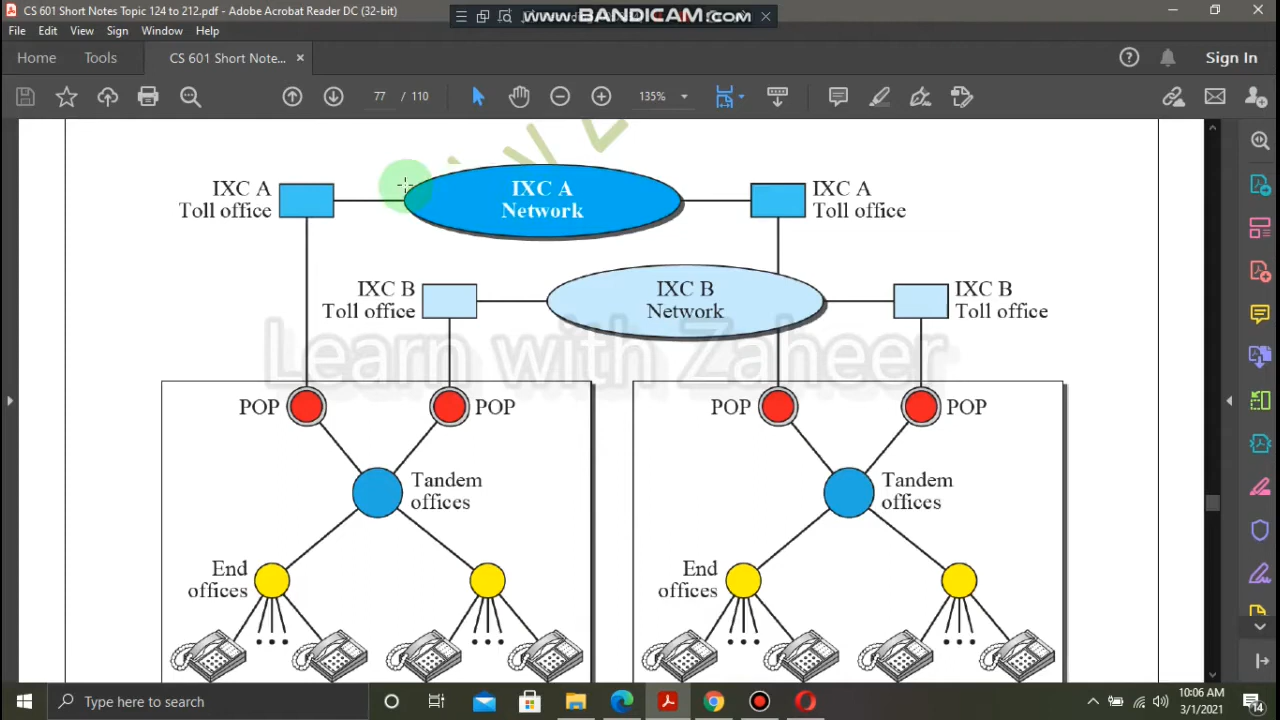 CS 601 Short Notes Topic 124 to 212.pdf - Adobe Acrobat Reader DC (32-bit)
www.BANDICAM.com
File Edit View Sign Window Help
Home Tools CS 601 Short Note... × Sign In
77 / 110 135%
IXC A
Toll office
IXC A
Network
IXC A
Toll office
IXC B
Toll office
IXC B
Network
IXC B
Toll office
Learn with Zaheer
POP POP POP POP
Tandem
offices
Tandem
offices
End
offices
End
offices
Type here to search
10:06 AM
3/1/2021
14